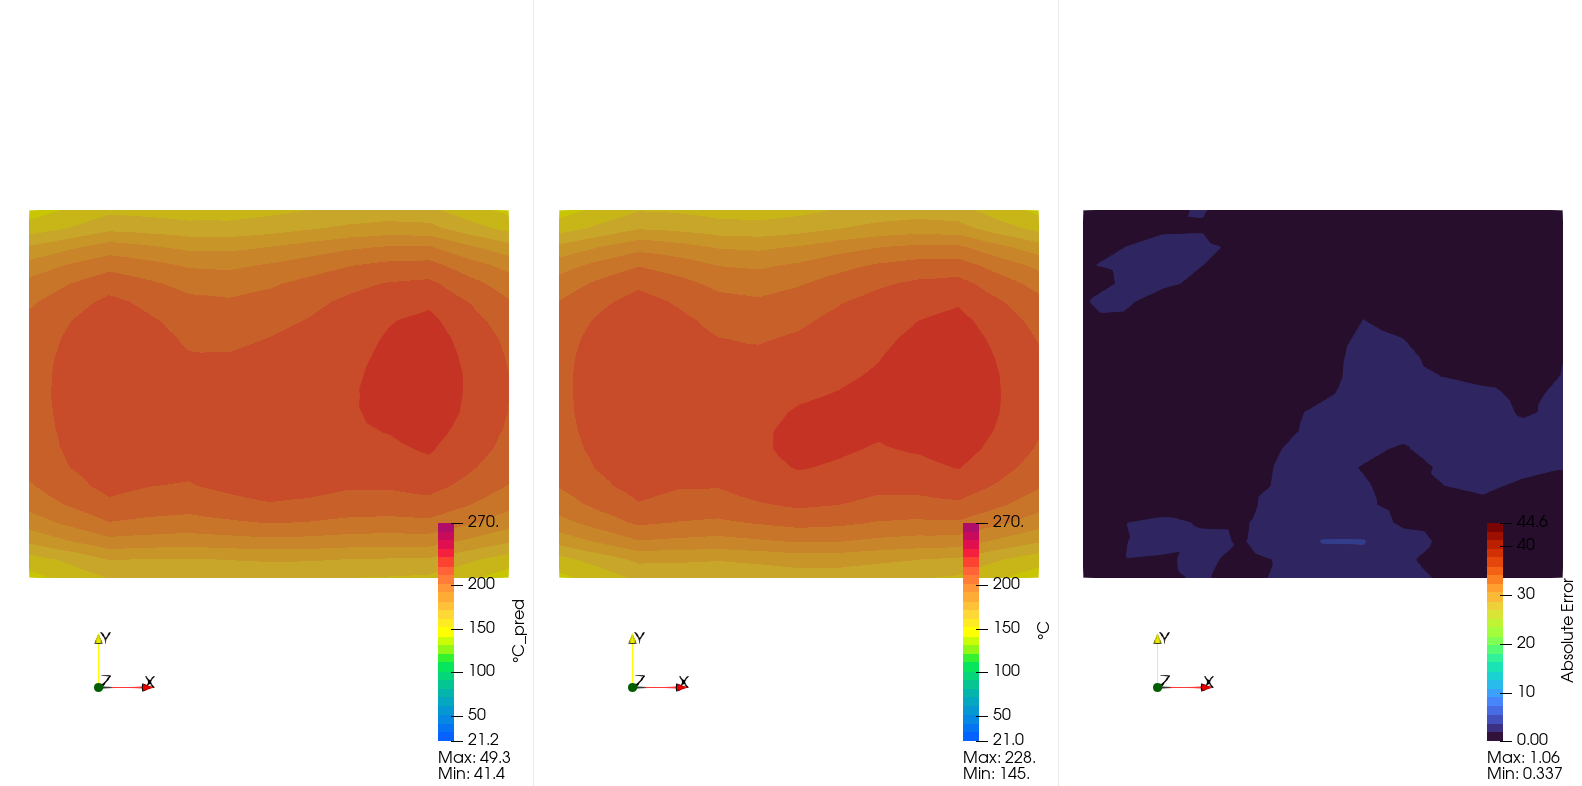 270.
200
150
100
50
21.2
°C_pred
Max: 49.3
Min: 41.4
Y
Z
X
270.
200
150
100
50
21.0
°C
Max: 228.
Min: 145.
Y
Z
X
44.6
40
30
20
10
0.00
Absolute Error
Max: 1.06
Min: 0.337
Y
Z
X